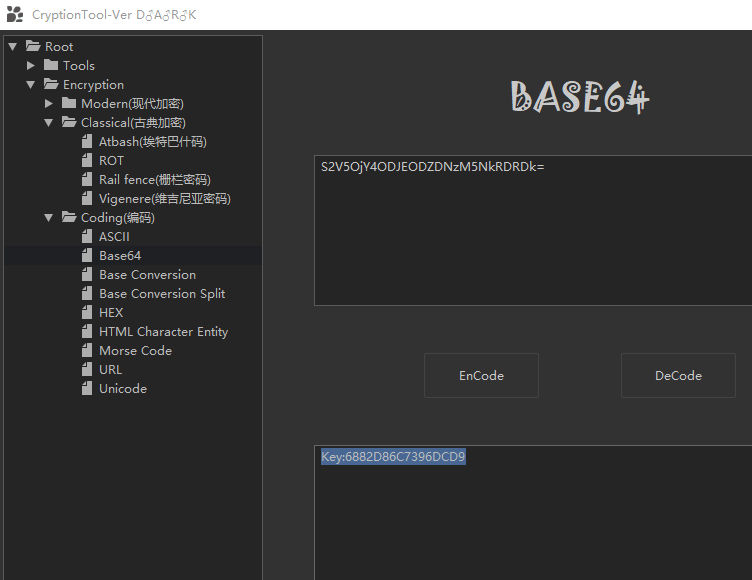 CryptionTool-Ver D♂A♂R♂K
Root
Tools
Encryption
Modern(现代加密)
Classical(古典加密)
Atbash(埃特巴什码)
ROT
Rail fence(栅栏密码)
Vigenere(维吉尼亚密码)
Coding(编码)
ASCII
Base64
Base Conversion
Base Conversion Split
HEX
HTML Character Entity
Morse Code
URL
Unicode
BASE64
S2V5OjY4ODJEODZDNzM5NkRDRDk=
EnCode
DeCode
Key:6882D86C7396DCD9